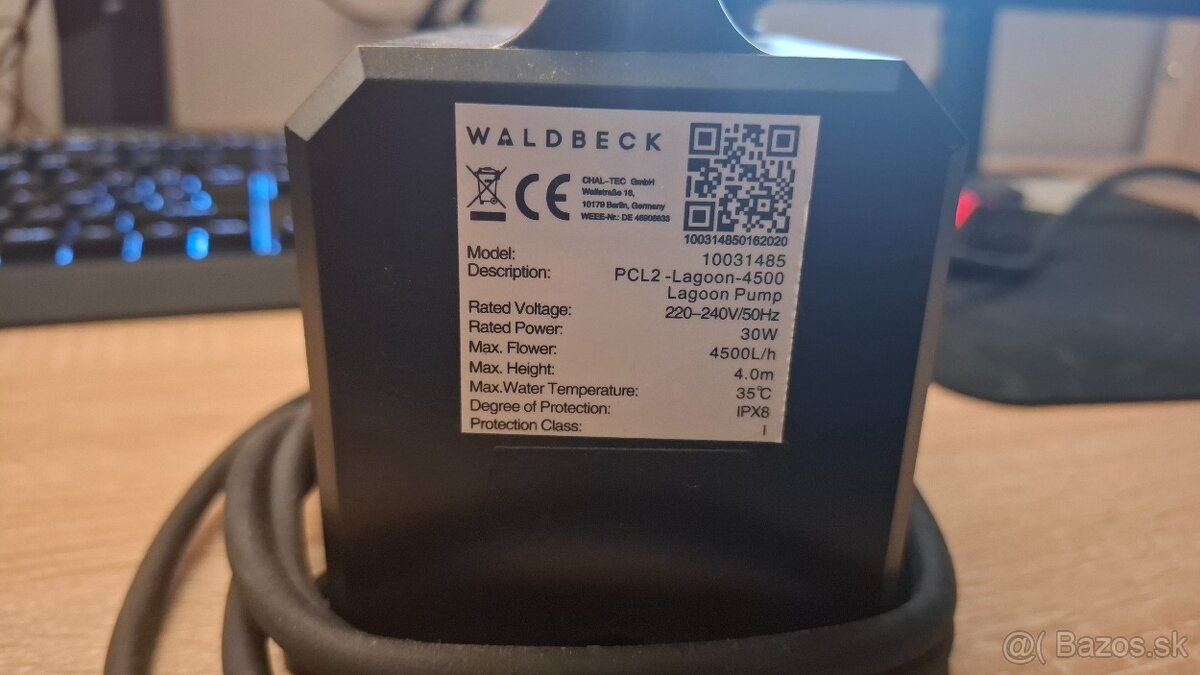 WALDBECK
CE
CHAL-TEC GmbH
Wallstraße 16,
10179 Berlin, Germany
WEEE-Nr.: DE 46906633
100314850162020
Model: 10031485
Description: PCL2 -Lagoon-4500
Lagoon Pump
Rated Voltage: 220–240V/50Hz
Rated Power: 30W
Max. Flower: 4500L/h
Max. Height: 4.0m
Max.Water Temperature: 35℃
Degree of Protection: IPX8
Protection Class: I
@( Bazos.sk